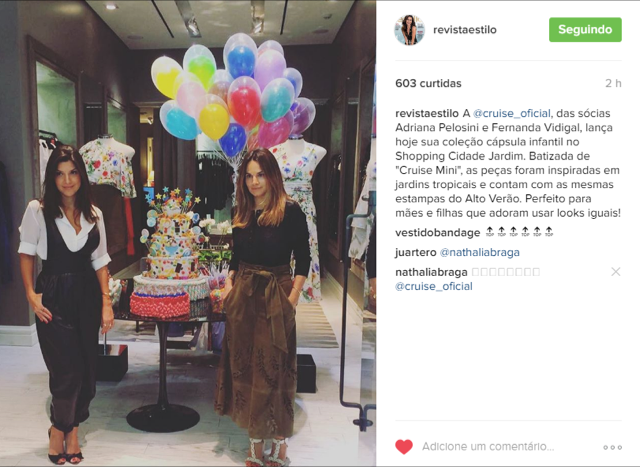 revistaestilo
Seguindo
603 curtidas
2 h
revistaestilo A @cruise_oficial, das sócias
Adriana Pelosini e Fernanda Vidigal, lança
hoje sua coleção cápsula infantil no
Shopping Cidade Jardim. Batizada de
"Cruise Mini", as peças foram inspiradas em
jardins tropicais e contam com as mesmas
estampas do Alto Verão. Perfeito para
mães e filhas que adoram usar looks iguais!
vestidobandage 🔝🔝🔝🔝🔝🔝
juartero @nathaliabraga
nathaliabraga
@cruise_oficial
Adicione um comentário...